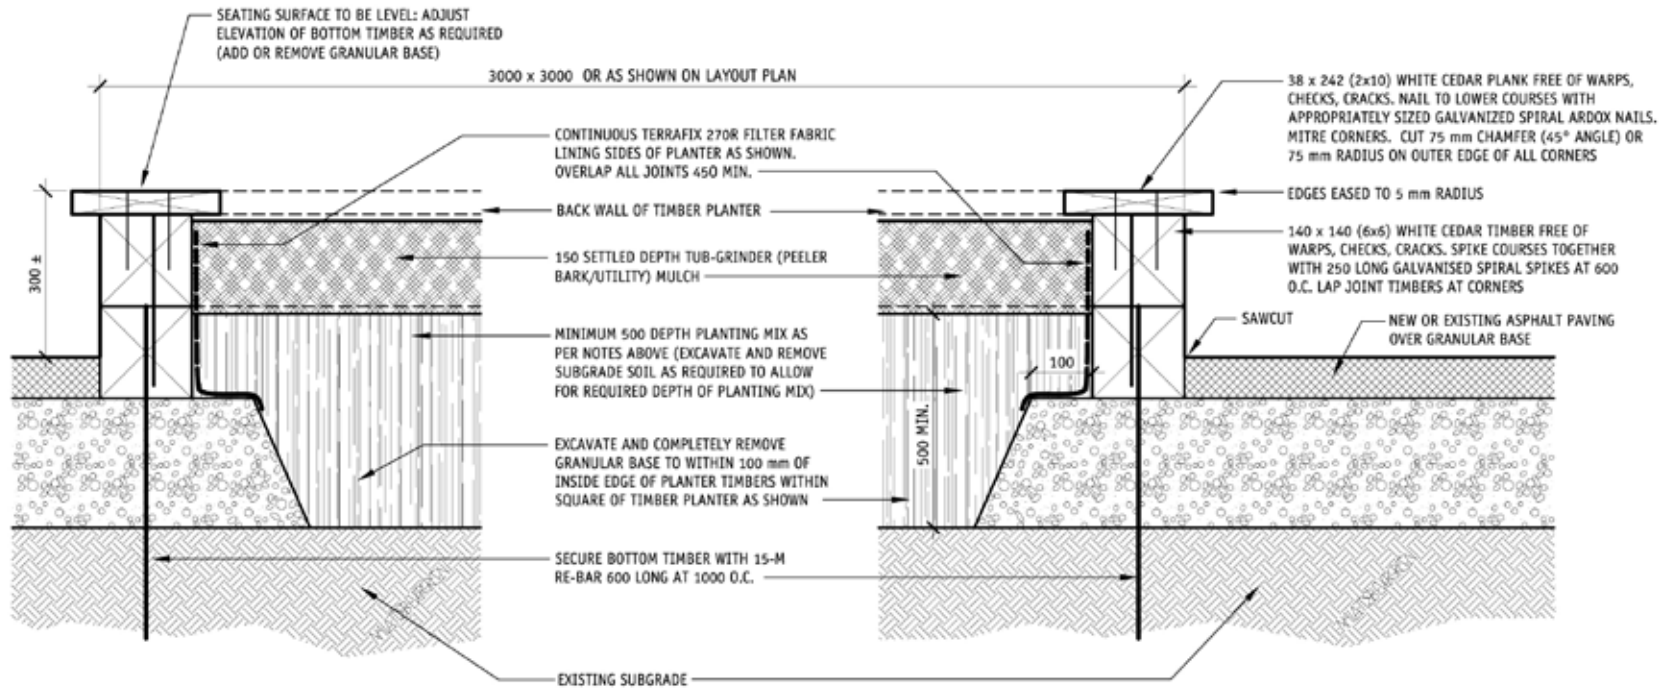 SEATING SURFACE TO BE LEVEL: ADJUST
ELEVATION OF BOTTOM TIMBER AS REQUIRED
(ADD OR REMOVE GRANULAR BASE)
3000 x 3000 OR AS SHOWN ON LAYOUT PLAN
38 x 242 (2x10) WHITE CEDAR PLANK FREE OF WARPS,
CHECKS, CRACKS. NAIL TO LOWER COURSES WITH
APPROPRIATELY SIZED GALVANIZED SPIRAL ARDOX NAILS.
MITRE CORNERS. CUT 75 mm CHAMFER (45° ANGLE) OR
75 mm RADIUS ON OUTER EDGE OF ALL CORNERS
CONTINUOUS TERRAFIX 270R FILTER FABRIC
LINING SIDES OF PLANTER AS SHOWN.
OVERLAP ALL JOINTS 450 MIN.
EDGES EASED TO 5 mm RADIUS
BACK WALL OF TIMBER PLANTER
140 x 140 (6x6) WHITE CEDAR TIMBER FREE OF
WARPS, CHECKS, CRACKS. SPIKE COURSES TOGETHER
WITH 250 LONG GALVANISED SPIRAL SPIKES AT 600
O.C. LAP JOINT TIMBERS AT CORNERS
300 ±
150 SETTLED DEPTH TUB-GRINDER (PEELER
BARK/UTILITY) MULCH
SAWCUT
NEW OR EXISTING ASPHALT PAVING
OVER GRANULAR BASE
MINIMUM 500 DEPTH PLANTING MIX AS
PER NOTES ABOVE (EXCAVATE AND REMOVE
SUBGRADE SOIL AS REQUIRED TO ALLOW
FOR REQUIRED DEPTH OF PLANTING MIX)
100
500 MIN.
EXCAVATE AND COMPLETELY REMOVE
GRANULAR BASE TO WITHIN 100 mm OF
INSIDE EDGE OF PLANTER TIMBERS WITHIN
SQUARE OF TIMBER PLANTER AS SHOWN
SECURE BOTTOM TIMBER WITH 15-M
RE-BAR 600 LONG AT 1000 O.C.
EXISTING SUBGRADE